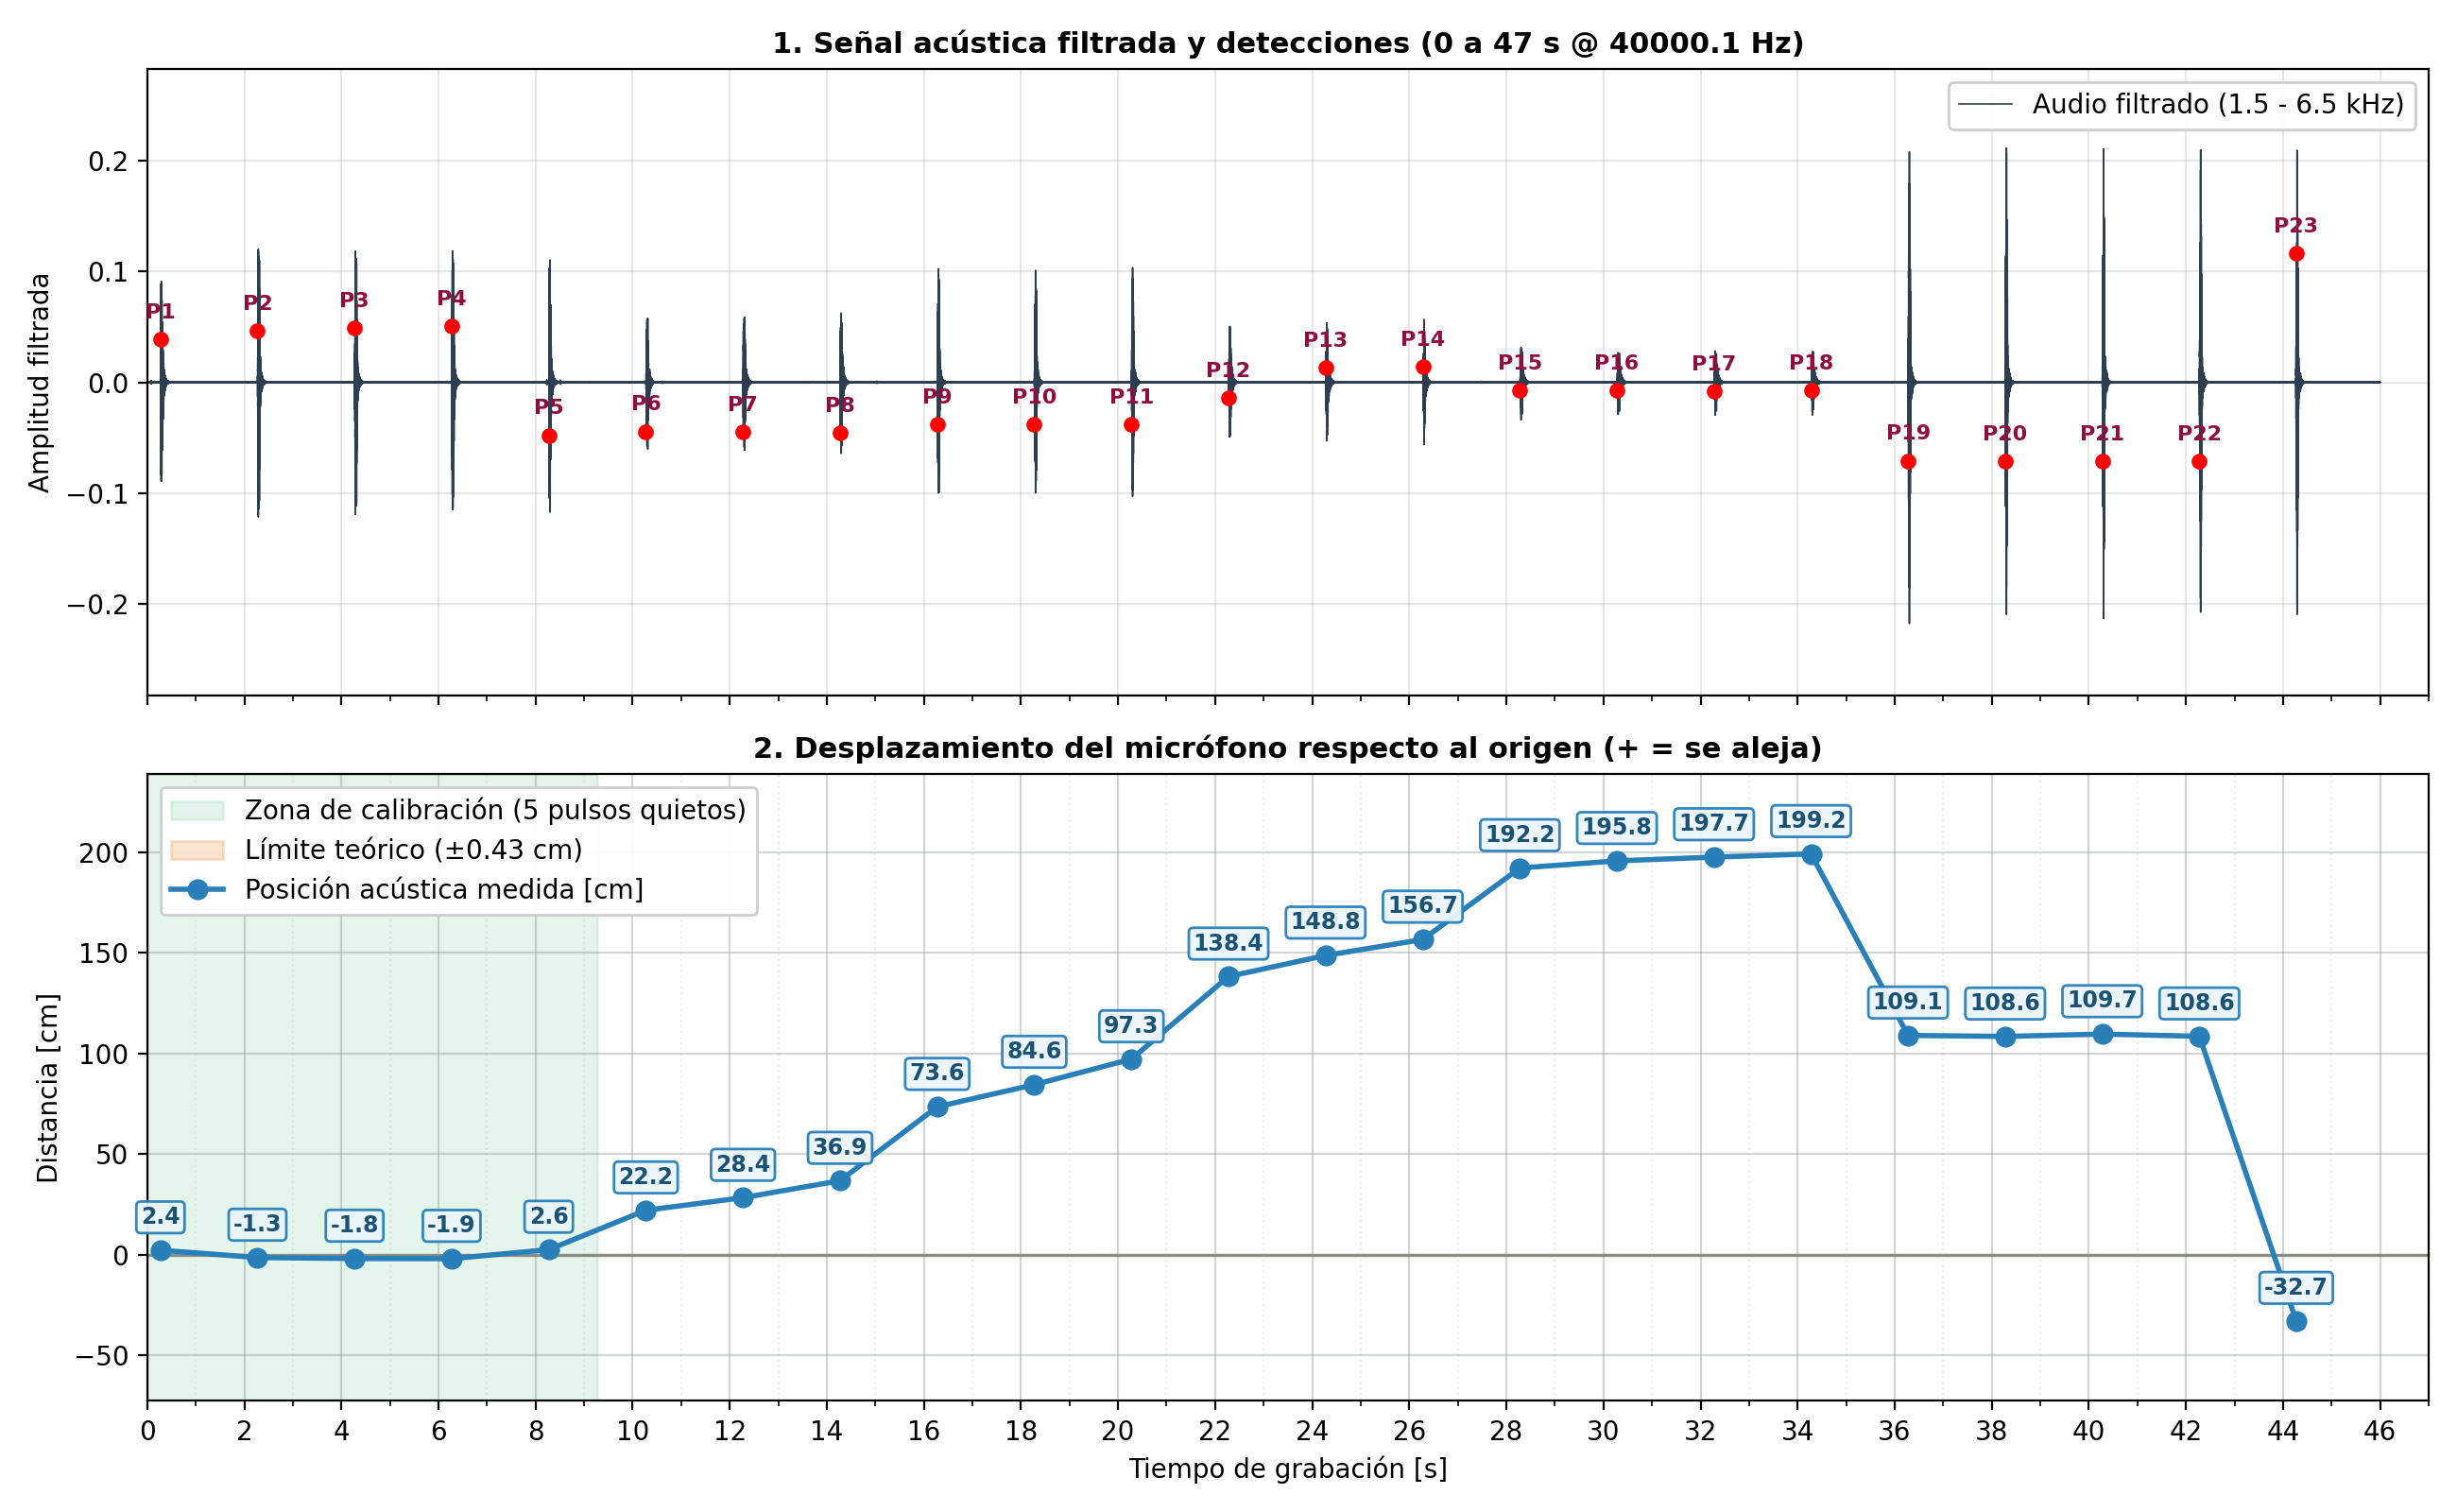 1. Señal acústica filtrada y detecciones (0 a 47 s @ 40000.1 Hz)
Audio filtrado (1.5 - 6.5 kHz)
Amplitud filtrada
0.2
0.1
0.0
−0.1
−0.2
P1
P2
P3
P4
P5
P6
P7
P8
P9
P10
P11
P12
P13
P14
P15
P16
P17
P18
P19
P20
P21
P22
P23
2. Desplazamiento del micrófono respecto al origen (+ = se aleja)
Zona de calibración (5 pulsos quietos)
Límite teórico (±0.43 cm)
Posición acústica medida [cm]
Distancia [cm]
200
150
100
50
0
−50
2.4
-1.3
-1.8
-1.9
2.6
22.2
28.4
36.9
73.6
84.6
97.3
138.4
148.8
156.7
192.2
195.8
197.7
199.2
109.1
108.6
109.7
108.6
-32.7
0 2 4 6 8 10 12 14 16 18 20 22 24 26 28 30 32 34 36 38 40 42 44 46
Tiempo de grabación [s]